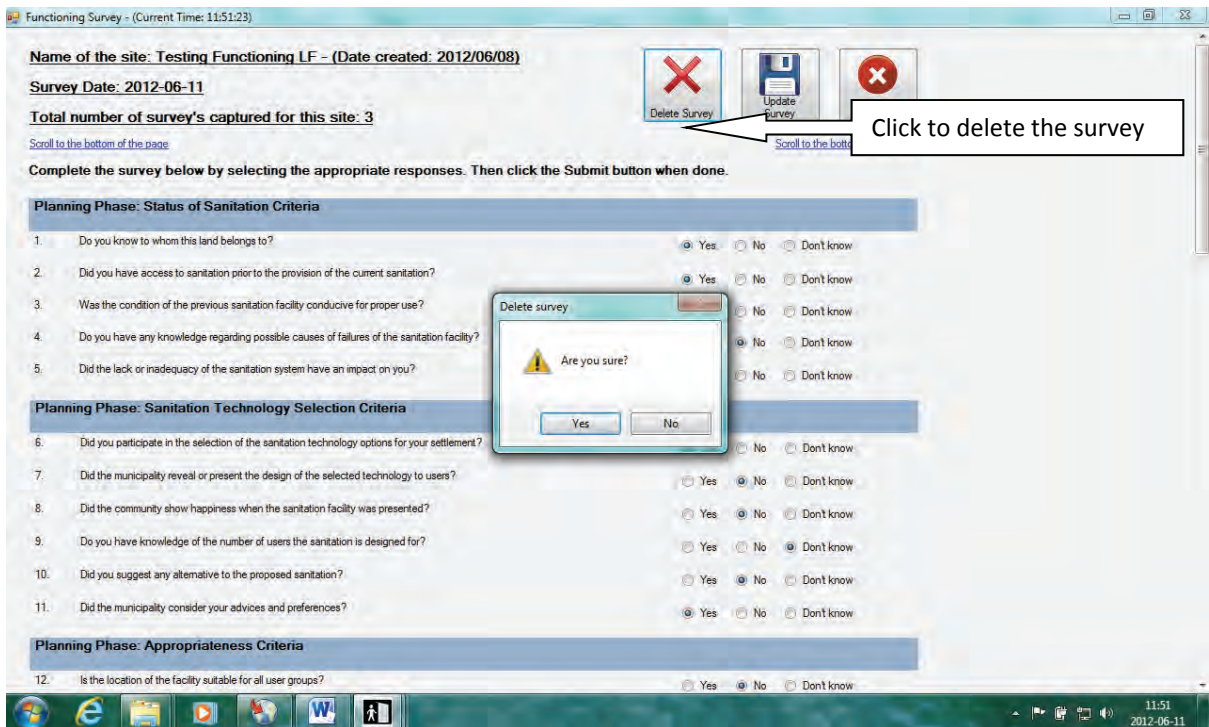 Functioning Survey - (Current Time: 11:51:23)
Name of the site: Testing Functioning LF - (Date created: 2012/06/08)
Survey Date: 2012-06-11
Total number of survey's captured for this site: 3
Delete Survey
Update
Survey
Click to delete the survey
Scroll to the bottom of the page
Scroll to the botto
Complete the survey below by selecting the appropriate responses. Then click the Submit button when done.
Planning Phase: Status of Sanitation Criteria
1. Do you know to whom this land belongs to? Yes No Don't know
2. Did you have access to sanitation prior to the provision of the current sanitation? Yes No Don't know
3. Was the condition of the previous sanitation facility conducive for proper use? No Don't know
4. Do you have any knowledge regarding possible causes of failures of the sanitation facility? No Don't know
5. Did the lack or inadequacy of the sanitation system have an impact on you? No Don't know
Delete survey
Are you sure?
Yes No
Planning Phase: Sanitation Technology Selection Criteria
6. Did you participate in the selection of the sanitation technology options for your settlement? No Don't know
7. Did the municipality reveal or present the design of the selected technology to users? Yes No Don't know
8. Did the community show happiness when the sanitation facility was presented? Yes No Don't know
9. Do you have knowledge of the number of users the sanitation is designed for? Yes No Don't know
10. Did you suggest any alternative to the proposed sanitation? Yes No Don't know
11. Did the municipality consider your advices and preferences? Yes No Don't know
Planning Phase: Appropriateness Criteria
12. Is the location of the facility suitable for all user groups? Yes No Don't know
11:51
2012-06-11